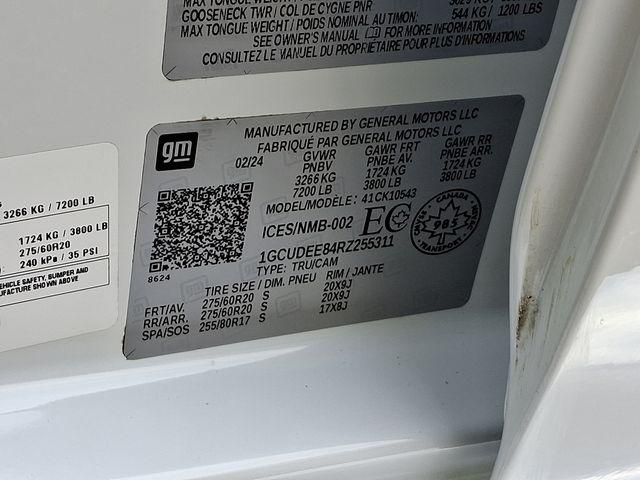 GOOSENECK TWR / COL DE CYGNE PNR
544 KG / 1200 LBS
MAX TONGUE WEIGHT / POIDS NOMINAL AU TIMON:
SEE OWNER'S MANUAL FOR MORE INFORMATION
CONSULTEZ LE MANUEL DU PROPRIÉTAIRE POUR PLUS D'INFORMATIONS
gm
MANUFACTURED BY GENERAL MOTORS LLC
FABRIQUÉ PAR GENERAL MOTORS LLC
02/24 GVWR GAWR FRT GAWR RR
PNBV PNBE AV. PNBE ARR.
3266 KG 1724 KG 1724 KG
7200 LB 3800 LB 3800 LB
MODEL/MODÈLE: 41CK10543
ICES/NMB-002 EC
CANADA
985
TRANSPORT
1GCUDEE84RZ255311
TYPE: TRU/CAM
8624
TIRE SIZE / DIM. PNEU RIM / JANTE
FRT/AV. 275/60R20 S 20X9J
RR/ARR. 275/60R20 S 20X9J
SPA/SOS 255/80R17 S 17X8J
3266 KG / 7200 LB
1724 KG / 3800 LB
275/60R20
240 kPa / 35 PSI
VEHICLE SAFETY, BUMPER AND
FACTURE SHOWN ABOVE